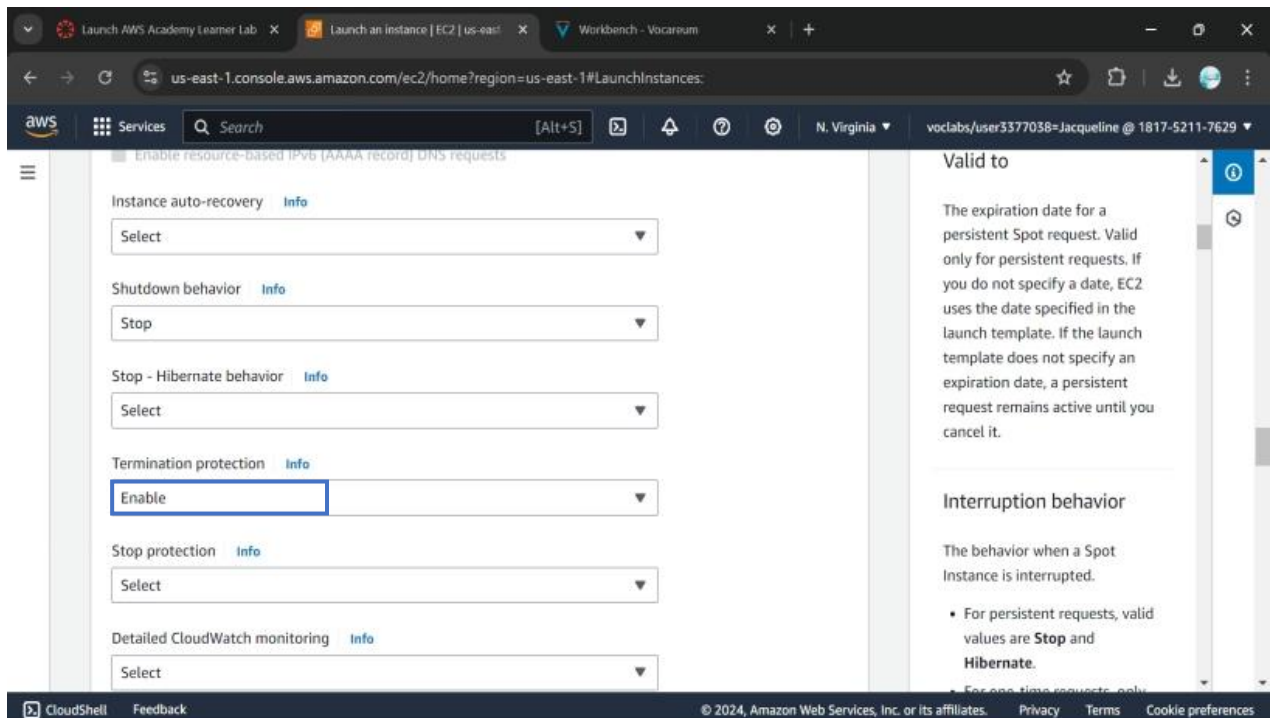 Launch AWS Academy Learner Lab
Launch an instance | EC2 | us-east
Workbench - Vocareum
us-east-1.console.aws.amazon.com/ec2/home?region=us-east-1#LaunchInstances:
aws Services Search [Alt+S] N. Virginia voclabs/user3377038=Jacqueline @ 1817-5211-7629
Enable resource-based IPv6 (AAAA record) DNS requests
Instance auto-recovery Info
Select
Shutdown behavior Info
Stop
Stop - Hibernate behavior Info
Select
Termination protection Info
Enable
Stop protection Info
Select
Detailed CloudWatch monitoring Info
Select
Valid to
The expiration date for a
persistent Spot request. Valid
only for persistent requests. If
you do not specify a date, EC2
uses the date specified in the
launch template. If the launch
template does not specify an
expiration date, a persistent
request remains active until you
cancel it.
Interruption behavior
The behavior when a Spot
Instance is interrupted.
• For persistent requests, valid
values are Stop and
Hibernate.
• For one-time requests, only
CloudShell Feedback © 2024, Amazon Web Services, Inc. or its affiliates. Privacy Terms Cookie preferences